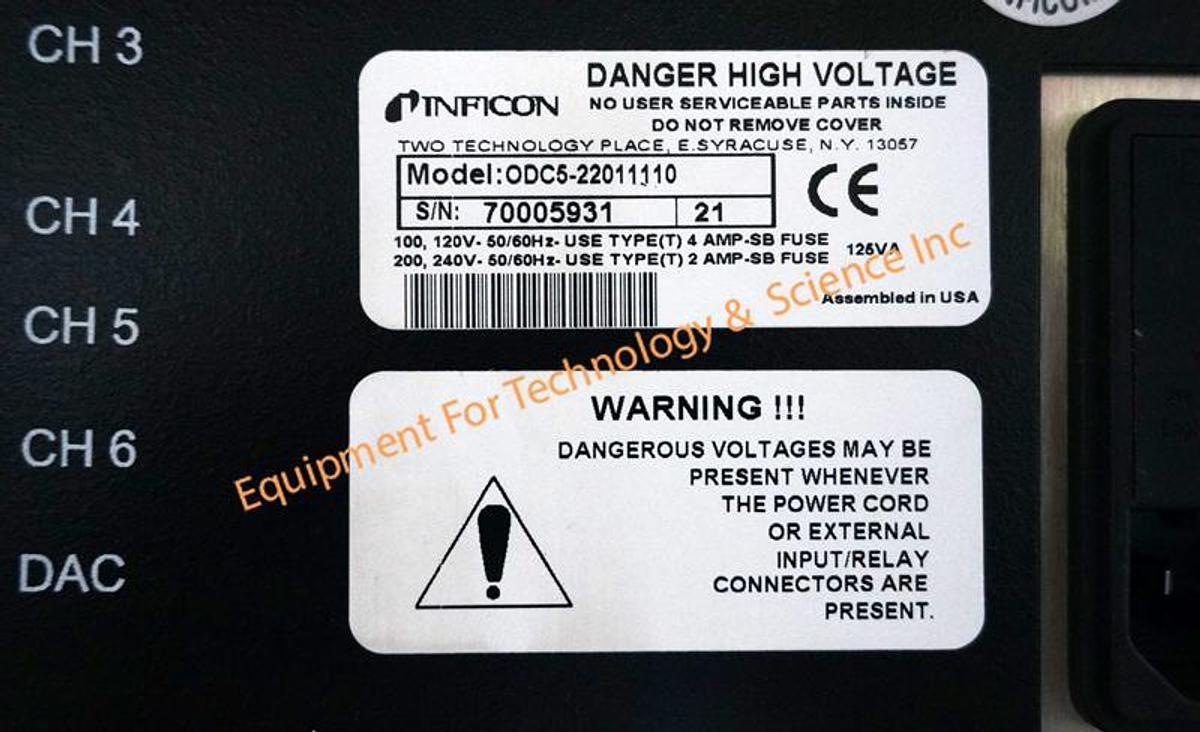 CH 3
CH 4
CH 5
CH 6
DAC
INFICON
DANGER HIGH VOLTAGE
NO USER SERVICEABLE PARTS INSIDE
DO NOT REMOVE COVER
TWO TECHNOLOGY PLACE, E.SYRACUSE, N.Y. 13057
Model:ODC5-22011110
S/N: 70005931 21
CE
100, 120V- 50/60Hz- USE TYPE(T) 4 AMP-SB FUSE
200, 240V- 50/60Hz- USE TYPE(T) 2 AMP-SB FUSE
125VA
Assembled in USA
Equipment For Technology & Science Inc
WARNING !!!
DANGEROUS VOLTAGES MAY BE
PRESENT WHENEVER
THE POWER CORD
OR EXTERNAL
INPUT/RELAY
CONNECTORS ARE
PRESENT.